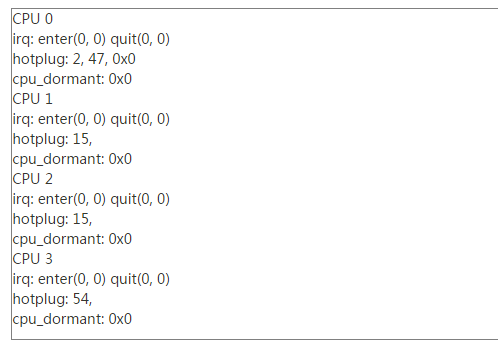 CPU 0
irq: enter(0, 0) quit(0, 0)
hotplug: 2, 47, 0x0
cpu_dormant: 0x0
CPU 1
irq: enter(0, 0) quit(0, 0)
hotplug: 15,
cpu_dormant: 0x0
CPU 2
irq: enter(0, 0) quit(0, 0)
hotplug: 15,
cpu_dormant: 0x0
CPU 3
irq: enter(0, 0) quit(0, 0)
hotplug: 54,
cpu_dormant: 0x0